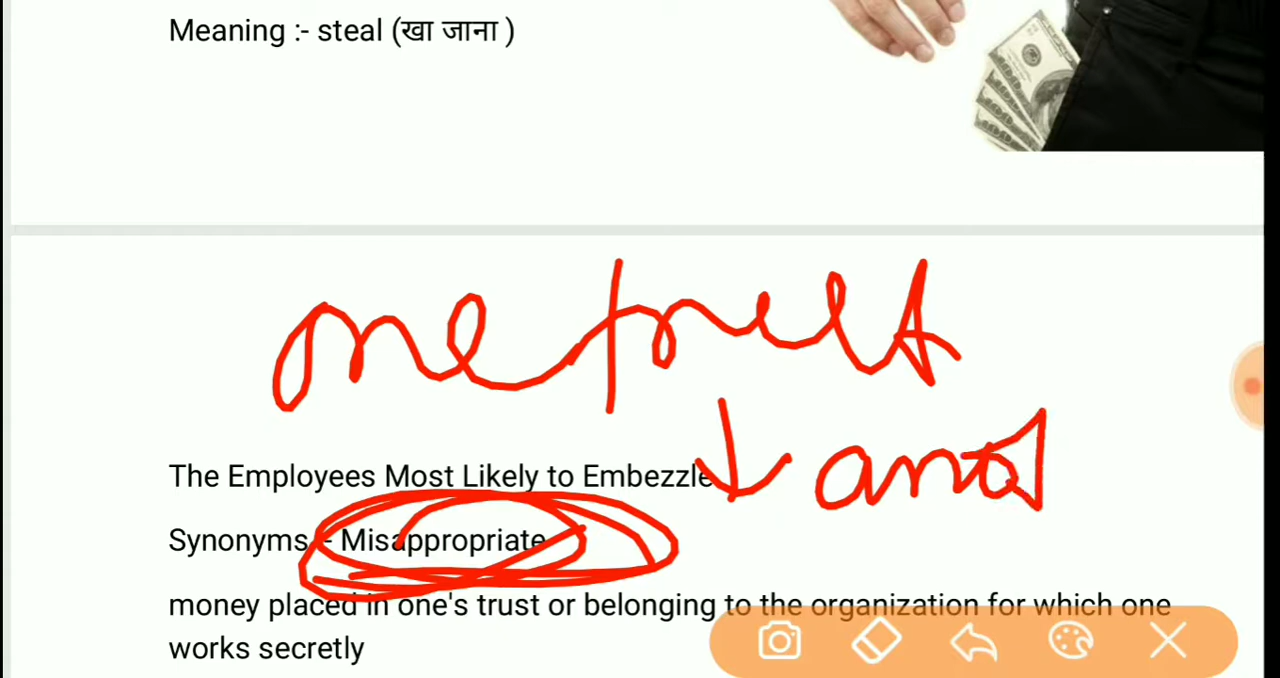 Meaning :- steal (खा जाना )
one
and
The Employees Most Likely to Embezzle
Synonyms :- Misappropriate
money placed in one's trust or belonging to the organization for which one
works secretly